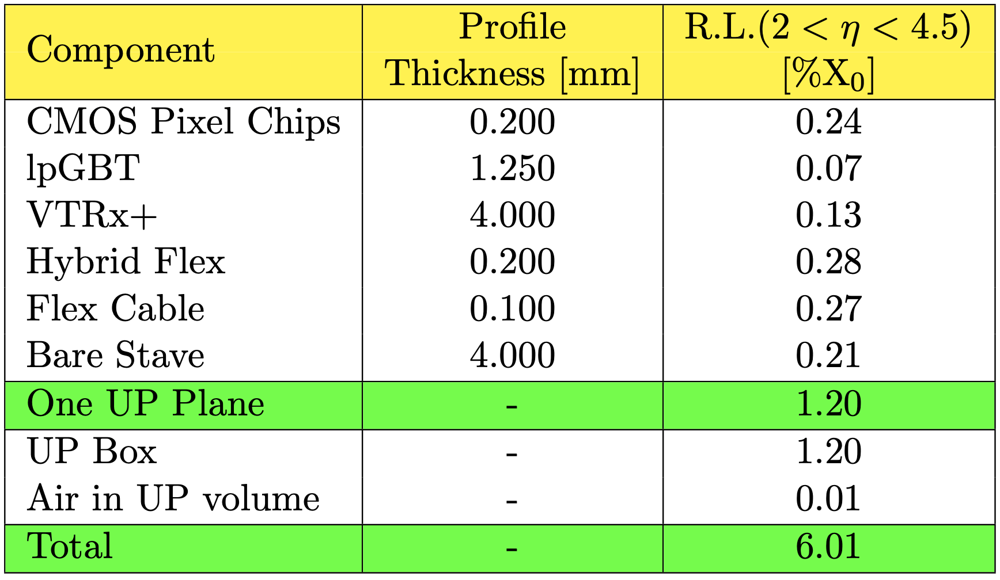 Component Profile Thickness [mm] R.L.(2 < η < 4.5) [%X₀]
CMOS Pixel Chips 0.200 0.24
lpGBT 1.250 0.07
VTRx+ 4.000 0.13
Hybrid Flex 0.200 0.28
Flex Cable 0.100 0.27
Bare Stave 4.000 0.21
One UP Plane - 1.20
UP Box - 1.20
Air in UP volume - 0.01
Total - 6.01